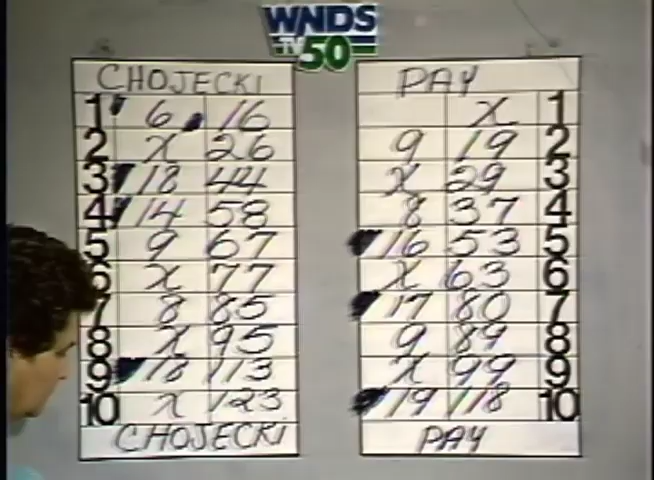 WNDS
TV 50
CHOJECKI
1 6 16
2 X 26
3 18 44
4 14 58
5 9 67
6 X 77
7 8 85
8 X 95
9 18 113
10 X 123
CHOJECKI
PAY
X 1
9 19 2
X 29 3
8 37 4
16 53 5
X 63 6
17 80 7
9 89 8
X 99 9
19 118 10
PAY